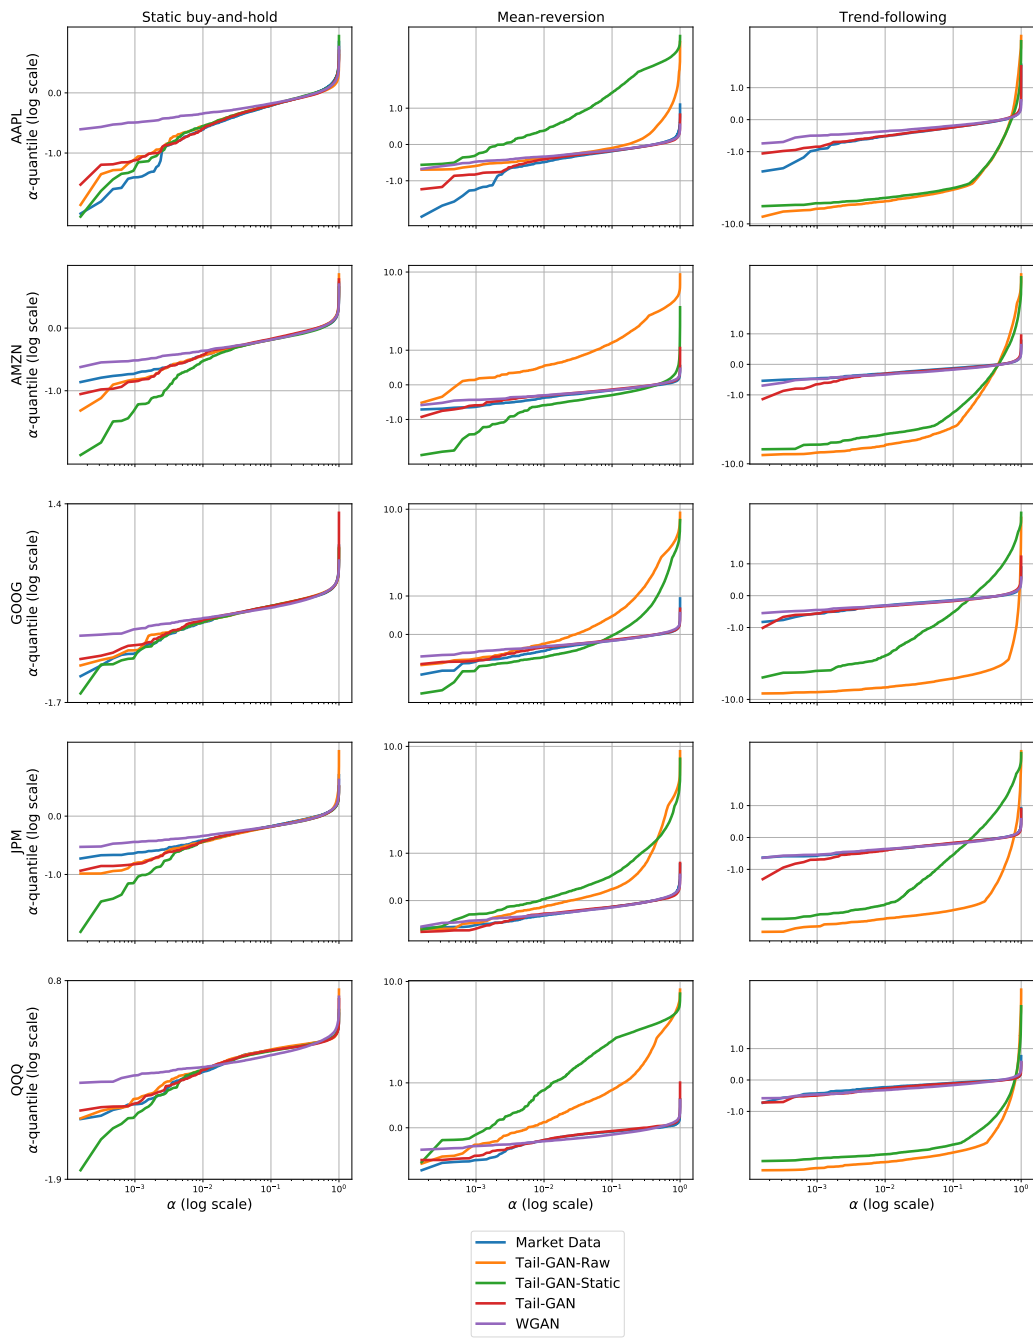 Static buy-and-hold
Mean-reversion
Trend-following
AAPL
α-quantile (log scale)
0.0
-1.0
1.0
0.0
-1.0
1.0
0.0
-1.0
-10.0
AMZN
α-quantile (log scale)
0.0
-1.0
10.0
1.0
0.0
-1.0
1.0
0.0
-1.0
-10.0
GOOG
α-quantile (log scale)
1.4
-1.7
10.0
1.0
0.0
1.0
0.0
-1.0
-10.0
JPM
α-quantile (log scale)
0.0
-1.0
10.0
1.0
0.0
1.0
0.0
-1.0
QQQ
α-quantile (log scale)
0.8
-1.9
10.0
1.0
0.0
1.0
0.0
-1.0
10⁻³ 10⁻² 10⁻¹ 10⁰
10⁻³ 10⁻² 10⁻¹ 10⁰
10⁻³ 10⁻² 10⁻¹ 10⁰
α (log scale)
α (log scale)
α (log scale)
Market Data
Tail-GAN-Raw
Tail-GAN-Static
Tail-GAN
WGAN